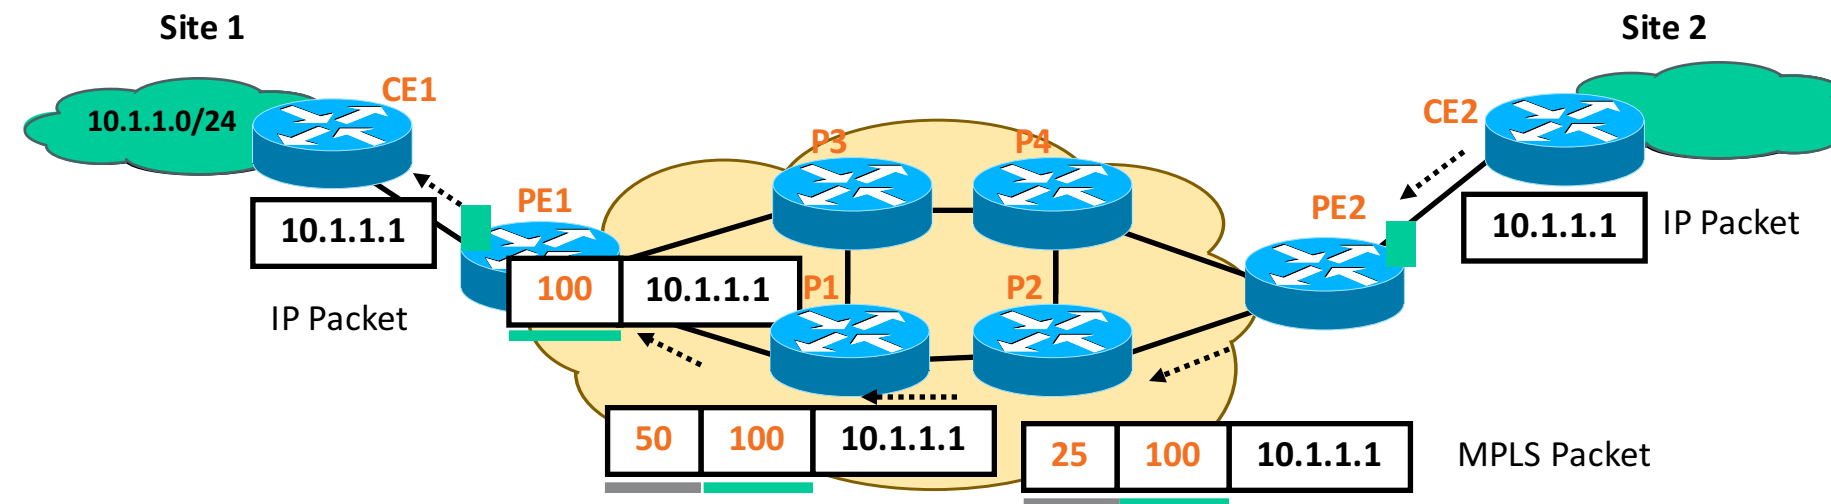 Site 1
Site 2
CE1
10.1.1.0/24
CE2
P3
P4
PE1
PE2
10.1.1.1
10.1.1.1
IP Packet
100
10.1.1.1
P1
P2
IP Packet
50
100
10.1.1.1
25
100
10.1.1.1
MPLS Packet